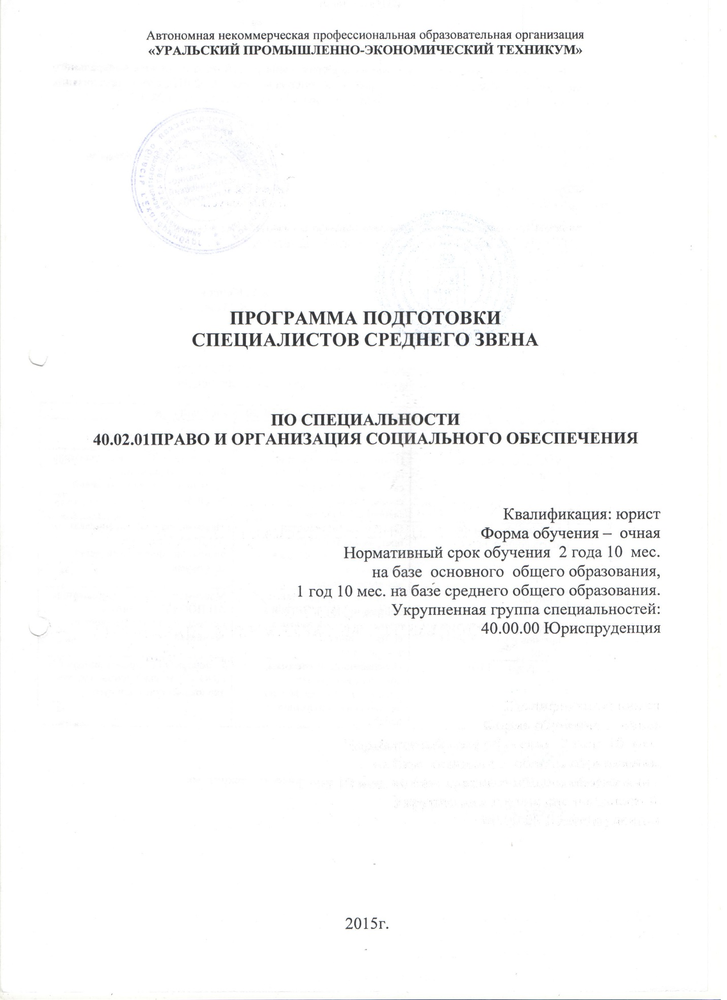 Автономная некоммерческая профессиональная образовательная организация
«УРАЛЬСКИЙ ПРОМЫШЛЕННО-ЭКОНОМИЧЕСКИЙ ТЕХНИКУМ»
ПРОГРАММА ПОДГОТОВКИ
СПЕЦИАЛИСТОВ СРЕДНЕГО ЗВЕНА
ПО СПЕЦИАЛЬНОСТИ
40.02.01ПРАВО И ОРГАНИЗАЦИЯ СОЦИАЛЬНОГО ОБЕСПЕЧЕНИЯ
Квалификация: юрист
Форма обучения – очная
Нормативный срок обучения 2 года 10 мес.
на базе основного общего образования,
1 год 10 мес. на базе среднего общего образования.
Укрупненная группа специальностей:
40.00.00 Юриспруденция
2015г.